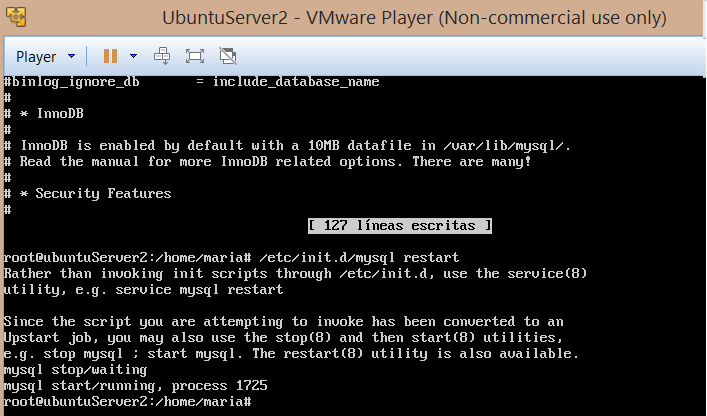 UbuntuServer2 - VMware Player (Non-commercial use only)
Player
#binlog_ignore_db       = include_database_name
#
# * InnoDB
#
# InnoDB is enabled by default with a 10MB datafile in /var/lib/mysql/.
# Read the manual for more InnoDB related options. There are many!
#
# * Security Features
#
[ 127 líneas escritas ]
root@ubuntuServer2:/home/maria# /etc/init.d/mysql restart
Rather than invoking init scripts through /etc/init.d, use the service(8)
utility, e.g. service mysql restart
Since the script you are attempting to invoke has been converted to an
Upstart job, you may also use the stop(8) and then start(8) utilities,
e.g. stop mysql ; start mysql. The restart(8) utility is also available.
mysql stop/waiting
mysql start/running, process 1725
root@ubuntuServer2:/home/maria#